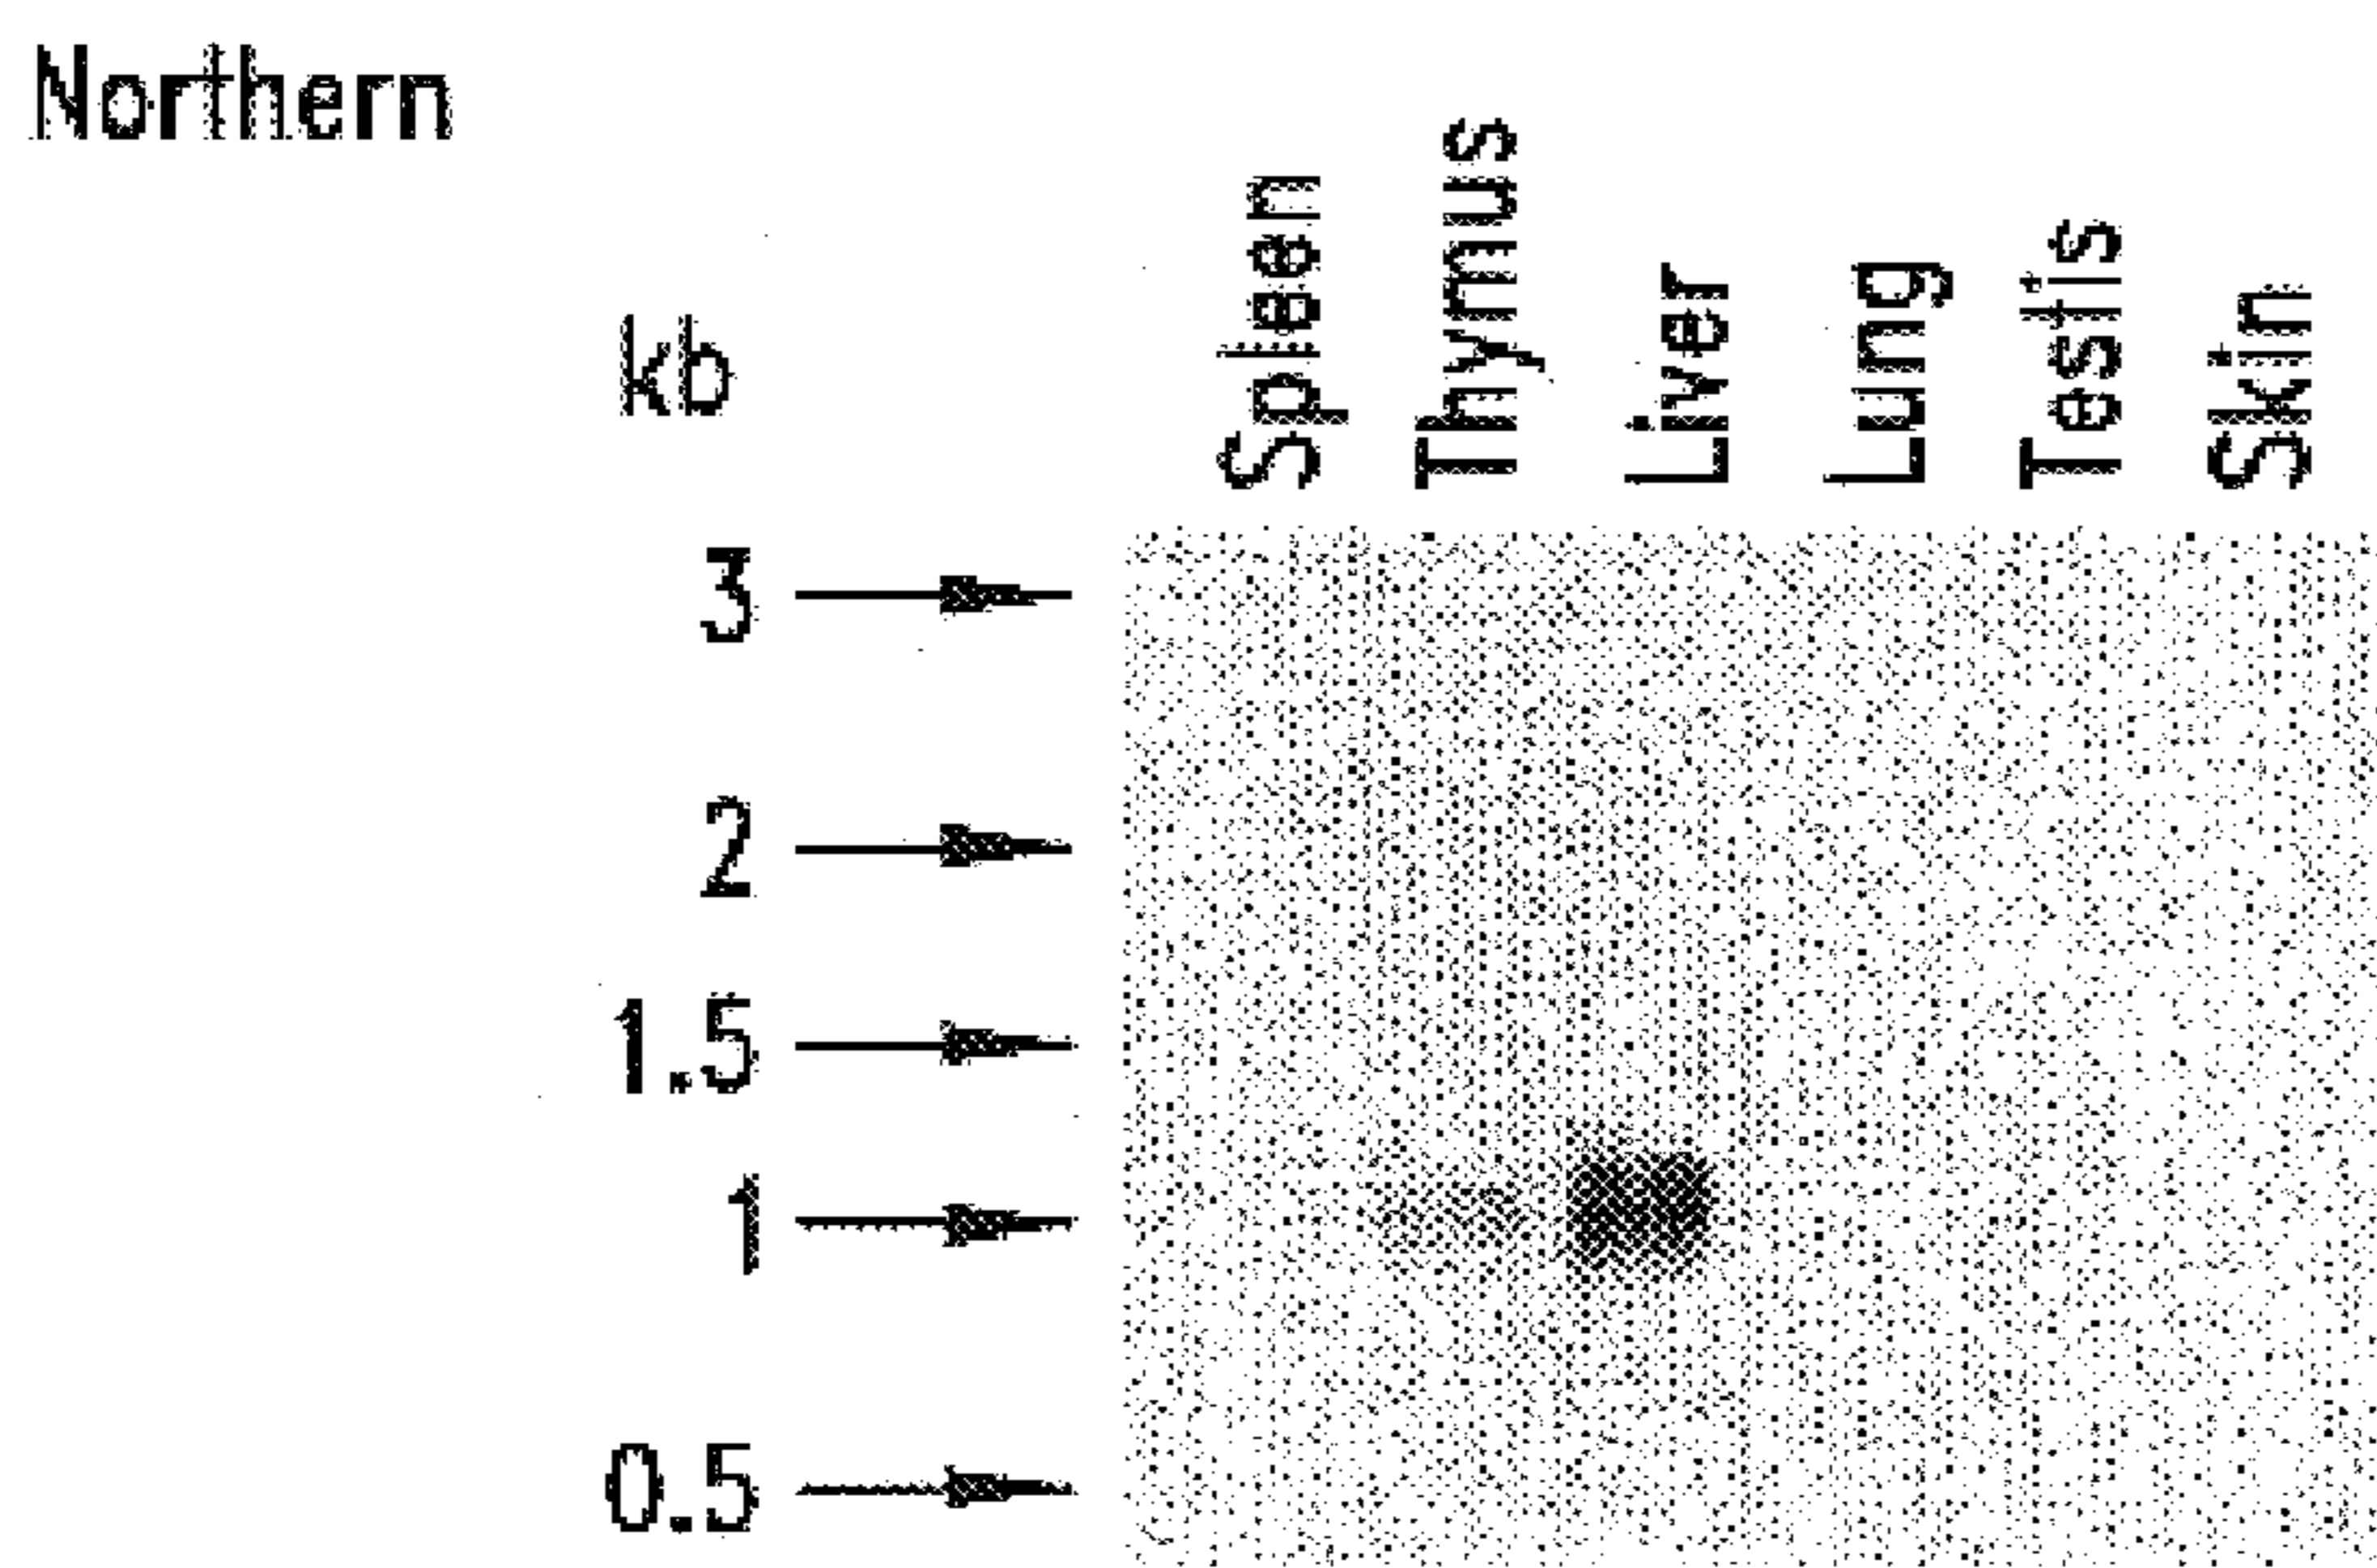 Northern
kb
Spleen
Thymus
Liver
Lung
Testis
Skin
3
2
1.5
1
0.5